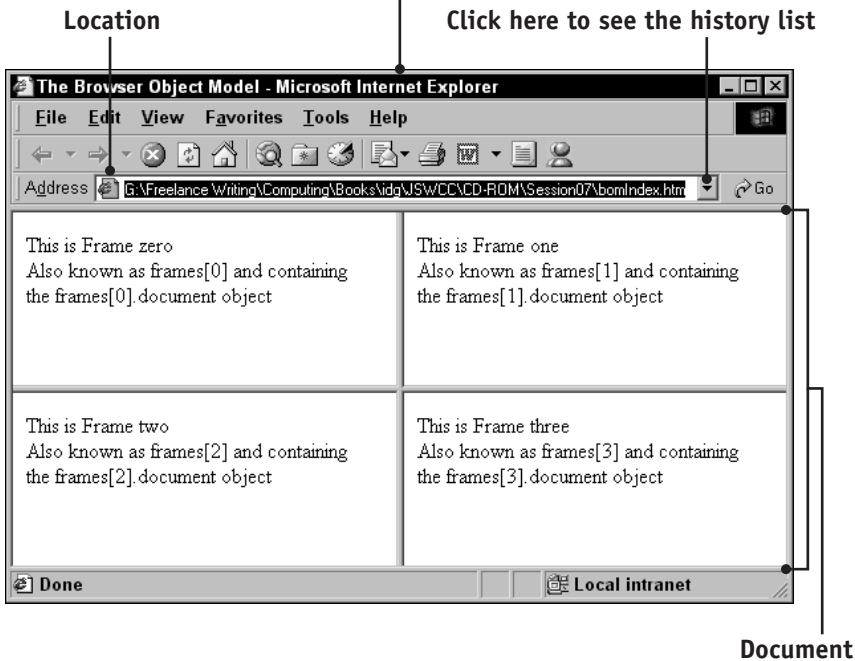 Location
Click here to see the history list
The Browser Object Model - Microsoft Internet Explorer
File Edit View Favorites Tools Help
Address G:\Freelance Writing\Computing\Books\idg\JSWCC\CD-ROM\Session07\bomIndex.htm Go
This is Frame zero
Also known as frames[0] and containing
the frames[0].document object
This is Frame one
Also known as frames[1] and containing
the frames[1].document object
This is Frame two
Also known as frames[2] and containing
the frames[2].document object
This is Frame three
Also known as frames[3] and containing
the frames[3].document object
Done
Local intranet
Document